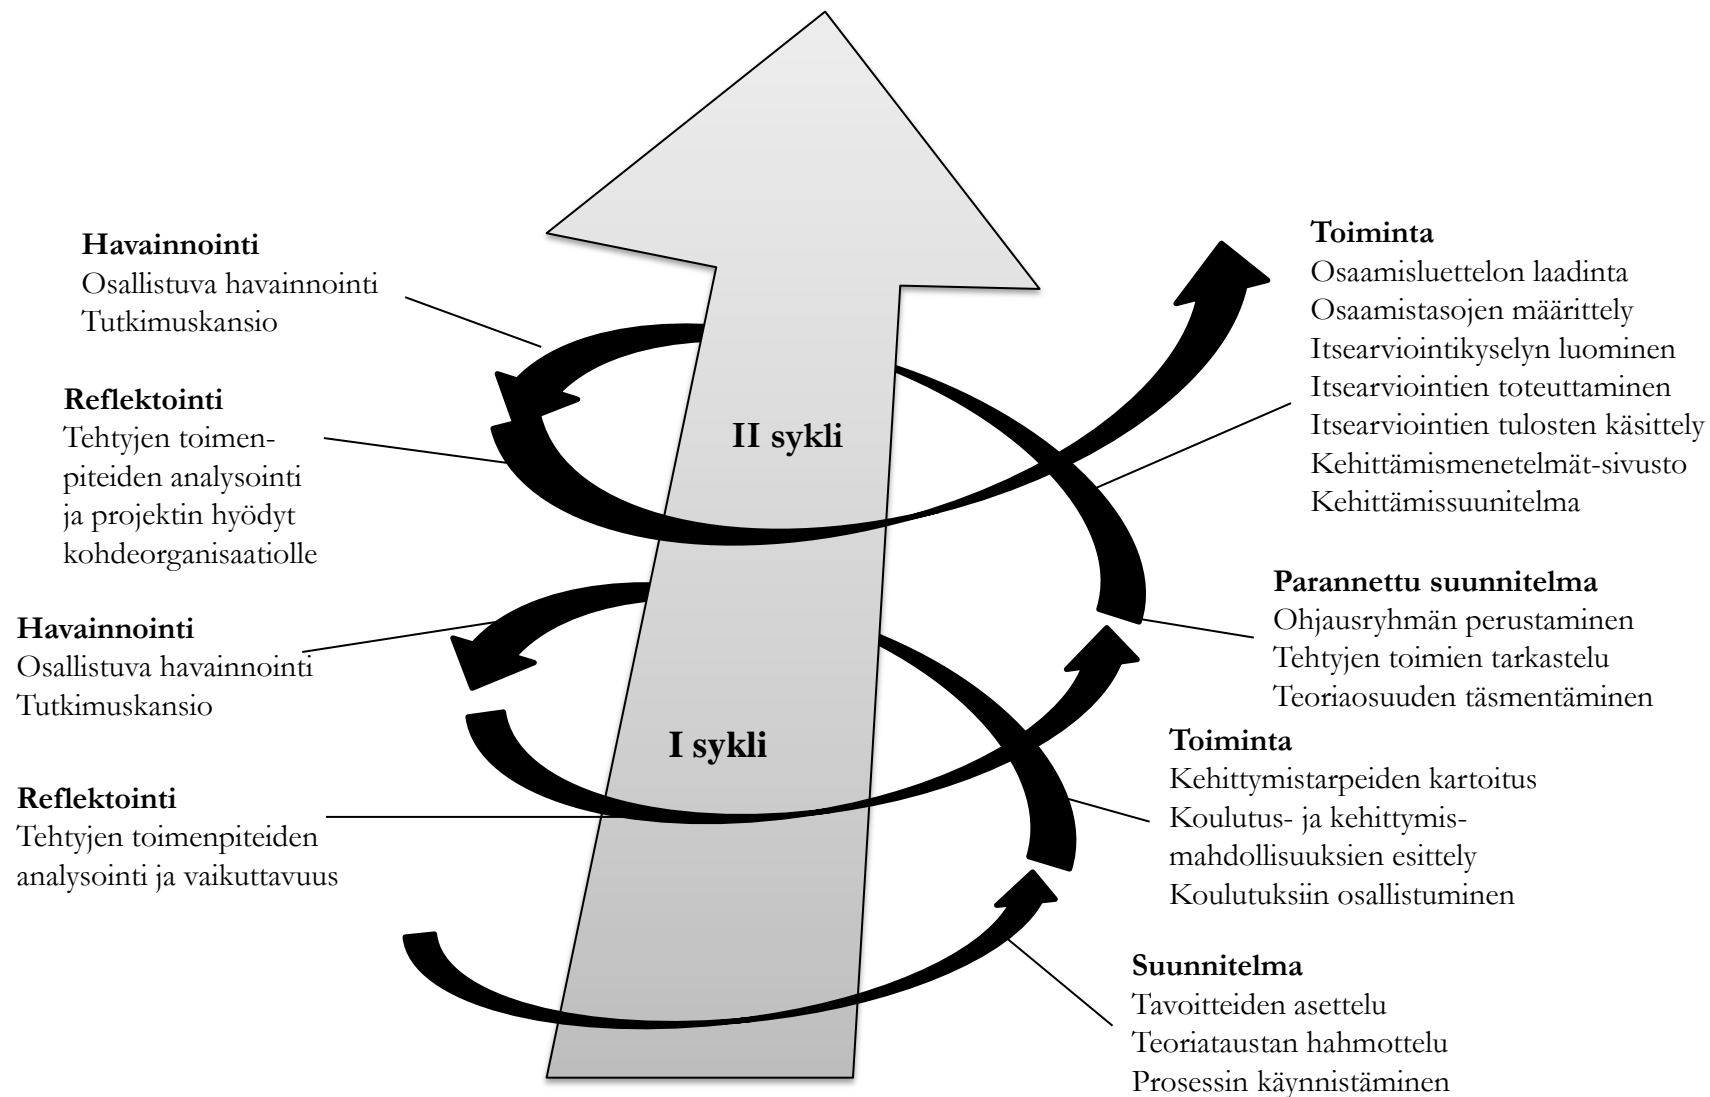 Havainnointi
Osallistuva havainnointi
Tutkimuskansio
Reflektointi
Tehtyjen toimen-
piteiden analysointi
ja projektin hyödyt
kohdeorganisaatiolle
Havainnointi
Osallistuva havainnointi
Tutkimuskansio
Reflektointi
Tehtyjen toimenpiteiden
analysointi ja vaikuttavuus
II sykli
I sykli
Toiminta
Osaamisluettelon laadinta
Osaamistasojen määrittely
Itsearviointikyselyn luominen
Itsearviointien toteuttaminen
Itsearviointien tulosten käsittely
Kehittämismenetelmät-sivusto
Kehittämissuunitelma
Parannettu suunnitelma
Ohjausryhmän perustaminen
Tehtyjen toimien tarkastelu
Teoriaosuuden täsmentäminen
Toiminta
Kehittymistarpeiden kartoitus
Koulutus- ja kehittymis-
mahdollisuuksien esittely
Koulutuksiin osallistuminen
Suunnitelma
Tavoitteiden asettelu
Teoriataustan hahmottelu
Prosessin käynnistäminen